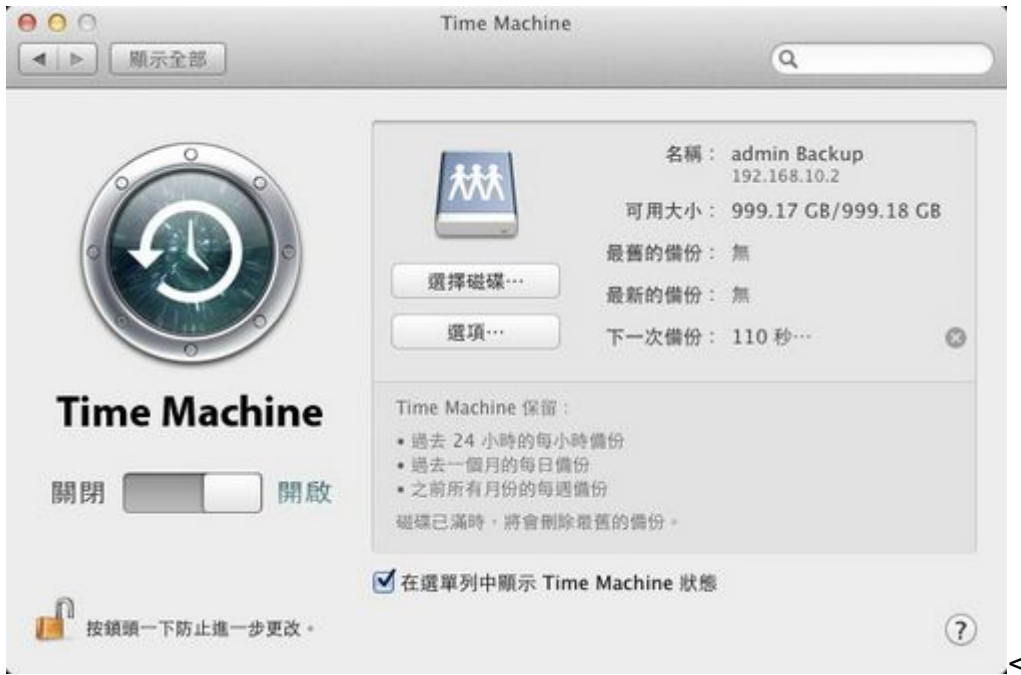 Time Machine
顯示全部
名稱： admin Backup
192.168.10.2
可用大小： 999.17 GB/999.18 GB
最舊的備份： 無
選擇磁碟…
最新的備份： 無
選項…
下一次備份： 110 秒…
Time Machine
關閉
開啟
Time Machine 保留：
• 過去 24 小時的每小時備份
• 過去一個月的每日備份
• 之前所有月份的每週備份
磁碟已滿時，將會刪除最舊的備份。
在選單列中顯示 Time Machine 狀態
按鎖頭一下防止進一步更改。
?
<